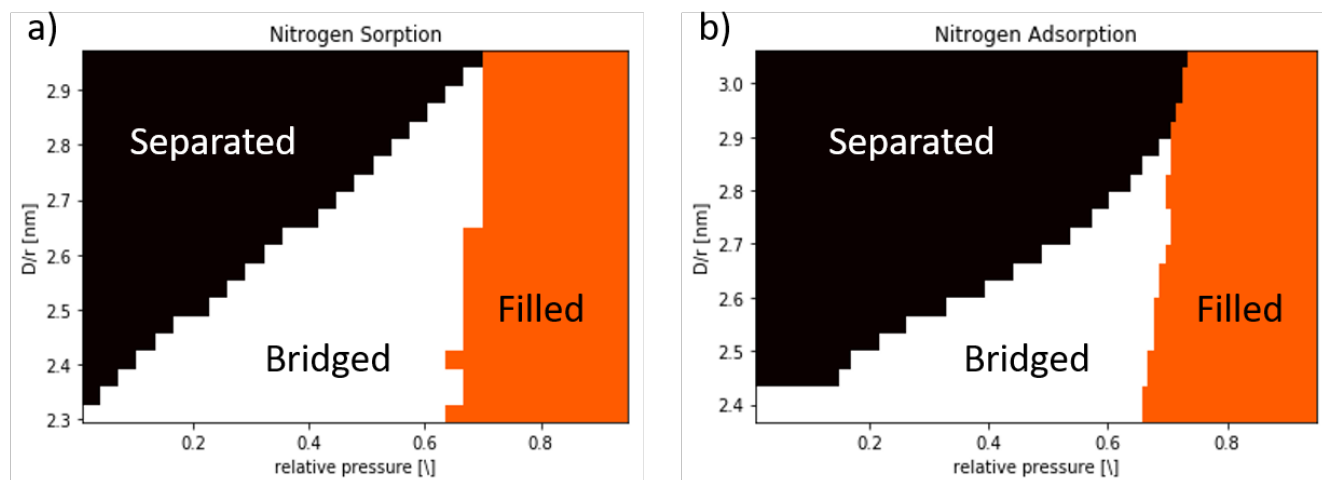 a)
Nitrogen Sorption
2.9
2.8
2.7
2.6
2.5
2.4
2.3
D/r [nm]
Separated
Bridged
Filled
0.2 0.4 0.6 0.8
relative pressure [\]
b)
Nitrogen Adsorption
3.0
2.9
2.8
2.7
2.6
2.5
2.4
D/r [nm]
Separated
Bridged
Filled
0.2 0.4 0.6 0.8
relative pressure [\]